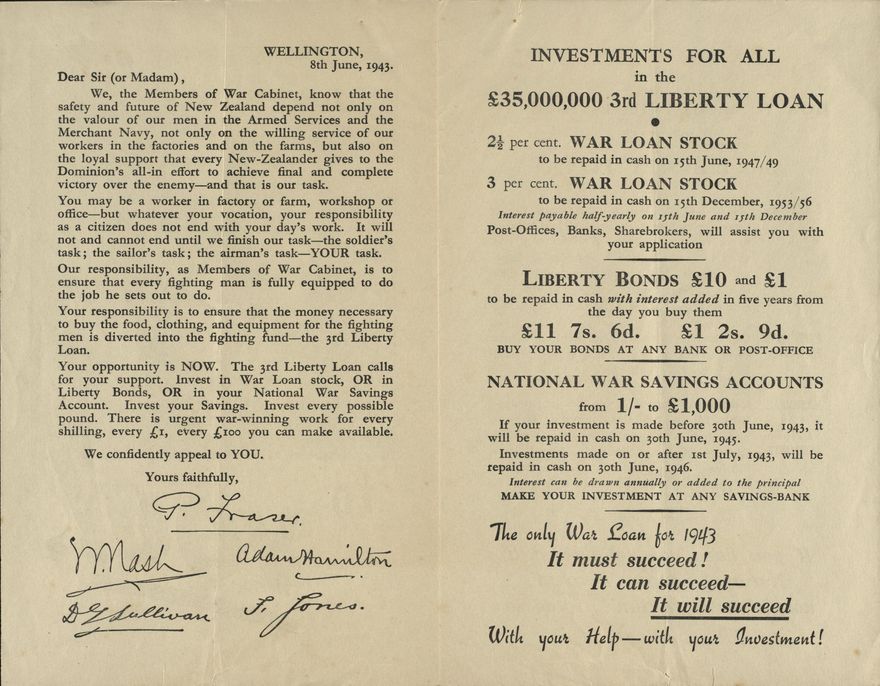 WELLINGTON,
8th June, 1943.
Dear Sir (or Madam),
We, the Members of War Cabinet, know that the
safety and future of New Zealand depend not only on
the valour of our men in the Armed Services and the
Merchant Navy, not only on the willing service of our
workers in the factories and on the farms, but also on
the loyal support that every New-Zealander gives to the
Dominion's all-in effort to achieve final and complete
victory over the enemy—and that is our task.
You may be a worker in factory or farm, workshop or
office—but whatever your vocation, your responsibility
as a citizen does not end with your day's work. It will
not and cannot end until we finish our task—the soldier's
task; the sailor's task; the airman's task—YOUR task.
Our responsibility, as Members of War Cabinet, is to
ensure that every fighting man is fully equipped to do
the job he sets out to do.
Your responsibility is to ensure that the money necessary
to buy the food, clothing, and equipment for the fighting
men is diverted into the fighting fund—the 3rd Liberty
Loan.
Your opportunity is NOW. The 3rd Liberty Loan calls
for your support. Invest in War Loan stock, OR in
Liberty Bonds, OR in your National War Savings
Account. Invest your Savings. Invest every possible
pound. There is urgent war-winning work for every
shilling, every £1, every £100 you can make available.
We confidently appeal to YOU.
Yours faithfully,
P. Fraser.
W. Nash
Adam Hamilton
D G Sullivan
F. Jones.
INVESTMENTS FOR ALL
in the
£35,000,000 3rd LIBERTY LOAN
2½ per cent. WAR LOAN STOCK
to be repaid in cash on 15th June, 1947/49
3 per cent. WAR LOAN STOCK
to be repaid in cash on 15th December, 1953/56
Interest payable half-yearly on 15th June and 15th December
Post-Offices, Banks, Sharebrokers, will assist you with
your application
LIBERTY BONDS £10 and £1
to be repaid in cash with interest added in five years from
the day you buy them
£11 7s. 6d. £1 2s. 9d.
BUY YOUR BONDS AT ANY BANK OR POST-OFFICE
NATIONAL WAR SAVINGS ACCOUNTS
from 1/- to £1,000
If your investment is made before 30th June, 1943, it
will be repaid in cash on 30th June, 1945.
Investments made on or after 1st July, 1943, will be
repaid in cash on 30th June, 1946.
Interest can be drawn annually or added to the principal
MAKE YOUR INVESTMENT AT ANY SAVINGS-BANK
The only War Loan for 1943
It must succeed!
It can succeed—
It will succeed
With your Help—with your Investment!